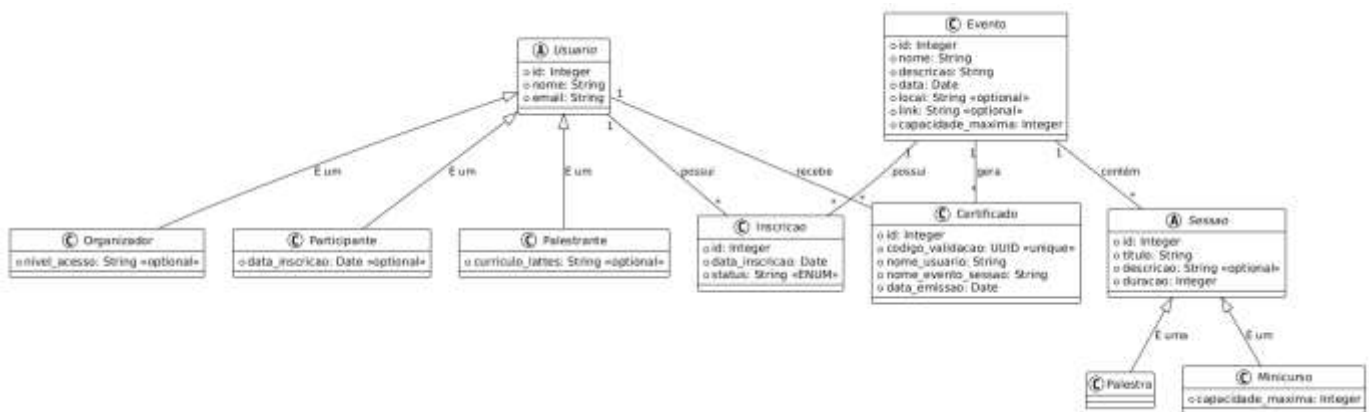 A Usuario
id: Integer
nome: String
email: String
C Evento
id: Integer
nome: String
descricao: String
data: Date
local: String «optional»
link: String «optional»
capacidade_maxima: Integer
1
1
1
1
1
É um
É um
É um
possui
recebe
possui
gera
contém
*
*
*
*
*
C Organizador
nivel_acesso: String «optional»
C Participante
data_inscricao: Date «optional»
C Palestrante
curriculo_lattes: String «optional»
C Inscricao
id: Integer
data_inscricao: Date
status: String «ENUM»
C Certificado
id: Integer
codigo_validacao: UUID «unique»
nome_usuario: String
nome_evento_sessao: String
data_emissao: Date
A Sessao
id: Integer
titulo: String
descricao: String «optional»
duracao: Integer
É uma
É um
C Palestra
C Minicurso
capacidade_maxima: Integer